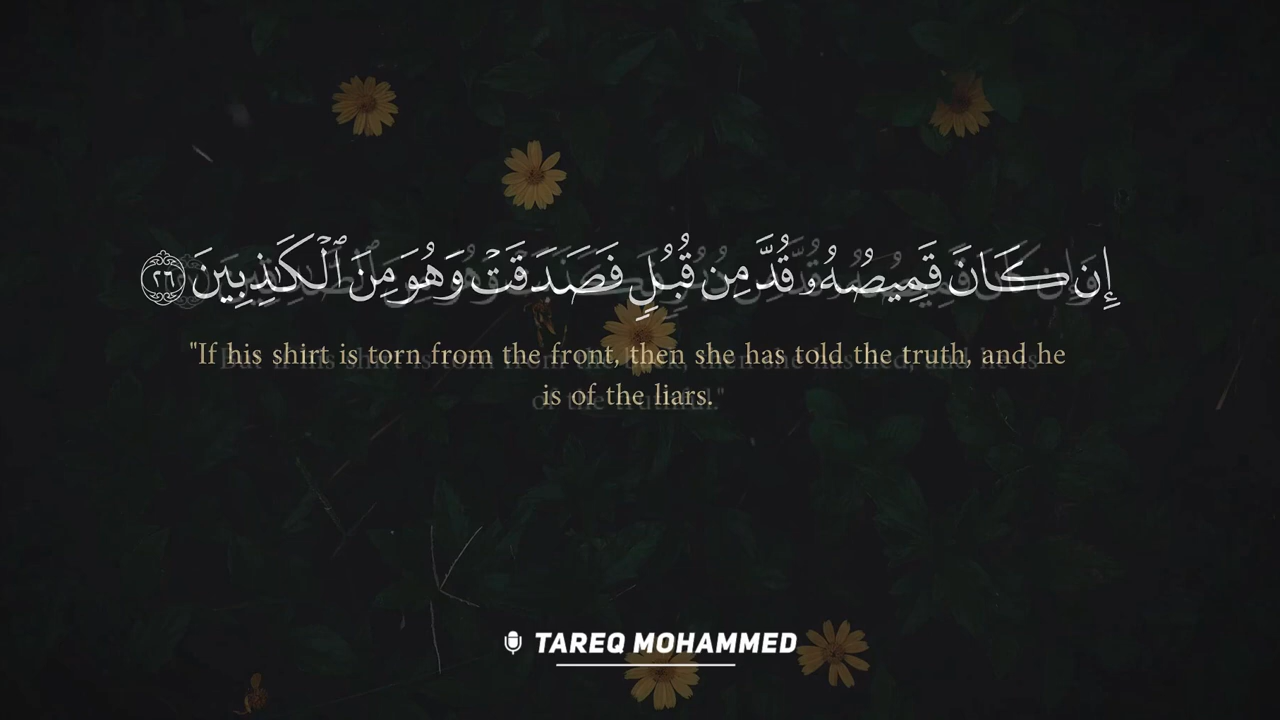 إِن كَانَ قَمِيصُهُۥ قُدَّ مِن قُبُلٍ فَصَدَقَتْ وَهُوَ مِنَ ٱلْكَـٰذِبِينَ ٢٦
"If his shirt is torn from the front, then she has told the truth, and he
is of the liars.
TAREQ MOHAMMED